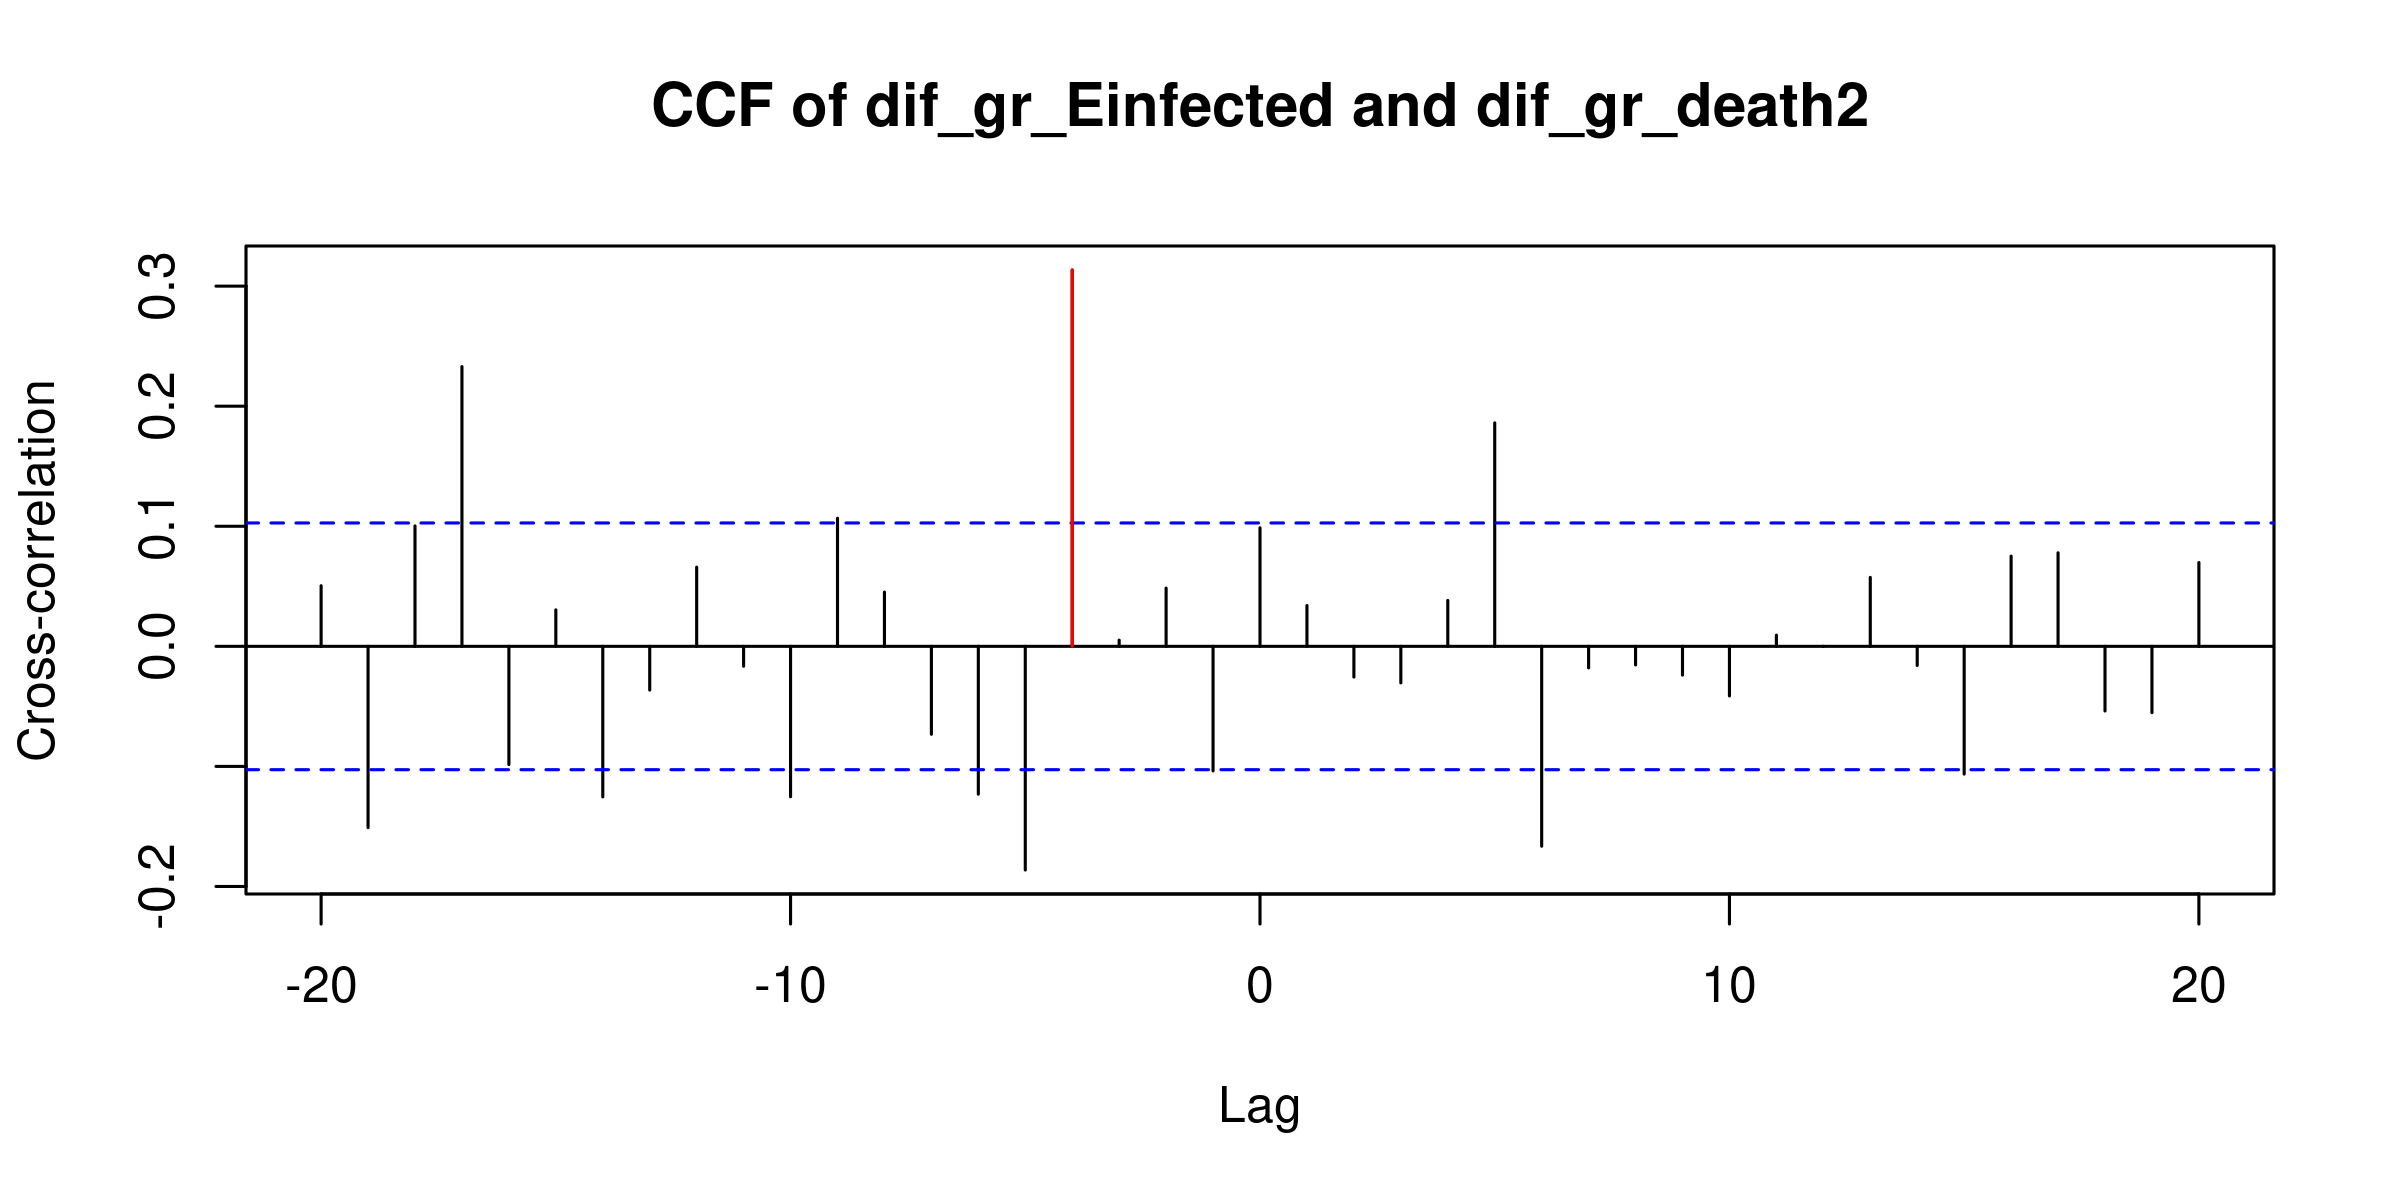 CCF of dif_gr_Einfected and dif_gr_death2
Cross-correlation
0.3
0.2
0.1
0.0
-0.2
-20 -10 0 10 20
Lag